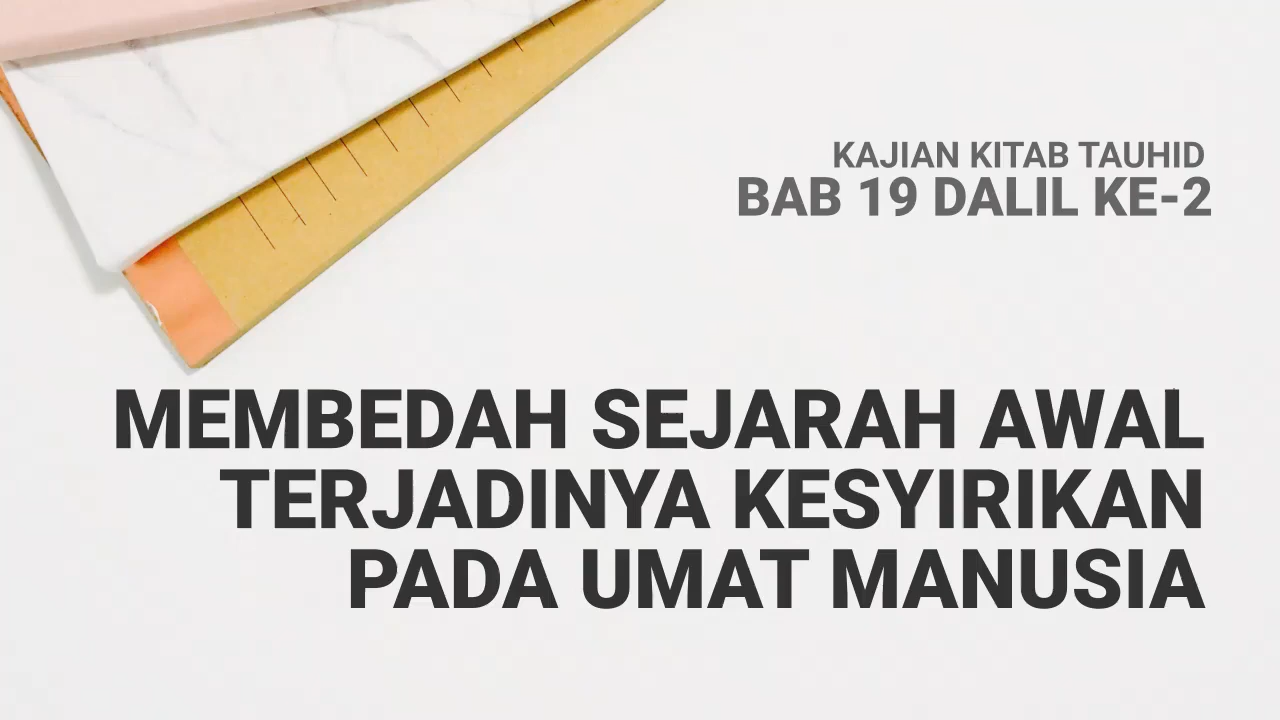 KAJIAN KITAB TAUHID
BAB 19 DALIL KE-2
MEMBEDAH SEJARAH AWAL
TERJADINYA KESYIRIKAN
PADA UMAT MANUSIA